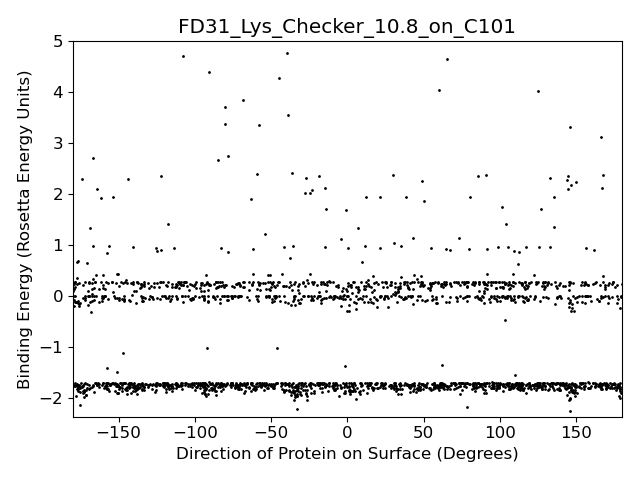 FD31_Lys_Checker_10.8_on_C101
Binding Energy (Rosetta Energy Units)
5
4
3
2
1
0
−1
−2
−150 −100 −50 0 50 100 150
Direction of Protein on Surface (Degrees)